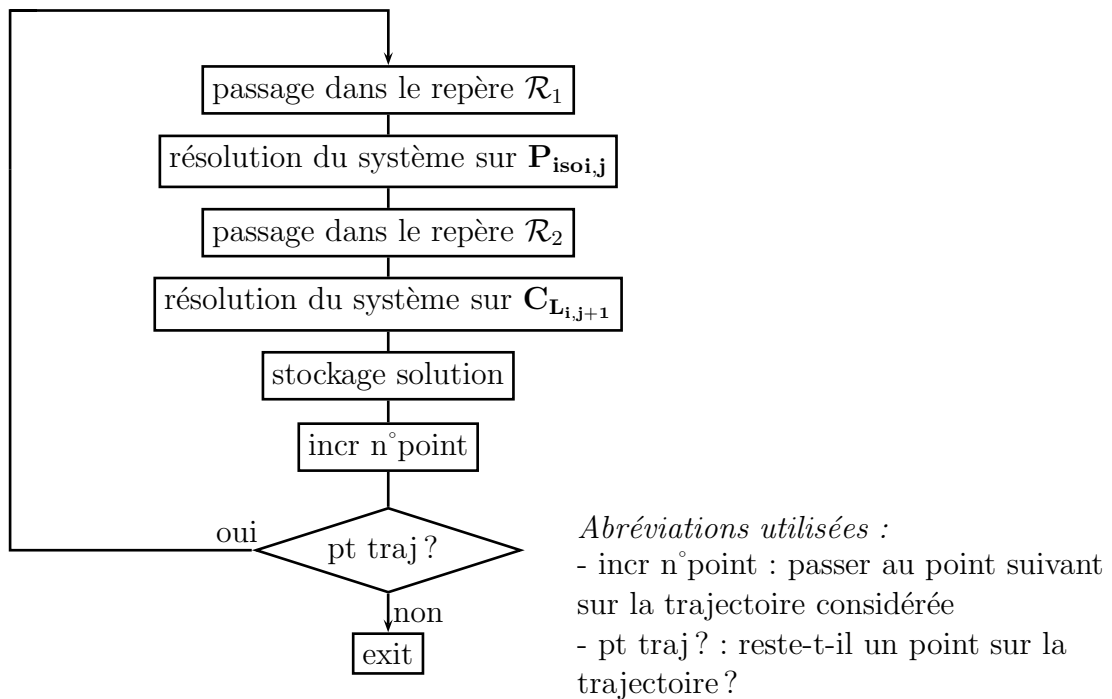 passage dans le repère R₁
résolution du système sur P_isoi,j
passage dans le repère R₂
résolution du système sur C_L_i,j+1
stockage solution
incr n°point
oui
pt traj ?
non
exit
Abréviations utilisées :
- incr n°point : passer au point suivant
sur la trajectoire considérée
- pt traj ? : reste-t-il un point sur la
trajectoire ?